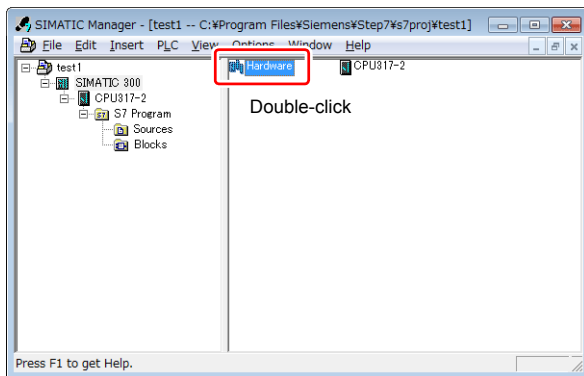 SIMATIC Manager - [test1 -- C:¥Program Files¥Siemens¥Step7¥s7proj¥test1]
File Edit Insert PLC View Options Window Help
test1
SIMATIC 300
CPU317-2
S7 Program
Sources
Blocks
Hardware
CPU317-2
Double-click
Press F1 to get Help.